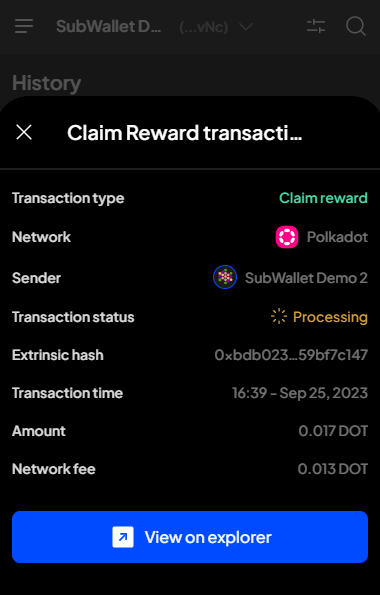 SubWallet D... (...vNc)
History
Claim Reward transacti...
Transaction type Claim reward
Network Polkadot
Sender SubWallet Demo 2
Transaction status Processing
Extrinsic hash 0xbdb023...59bf7c147
Transaction time 16:39 - Sep 25, 2023
Amount 0.017 DOT
Network fee 0.013 DOT
View on explorer